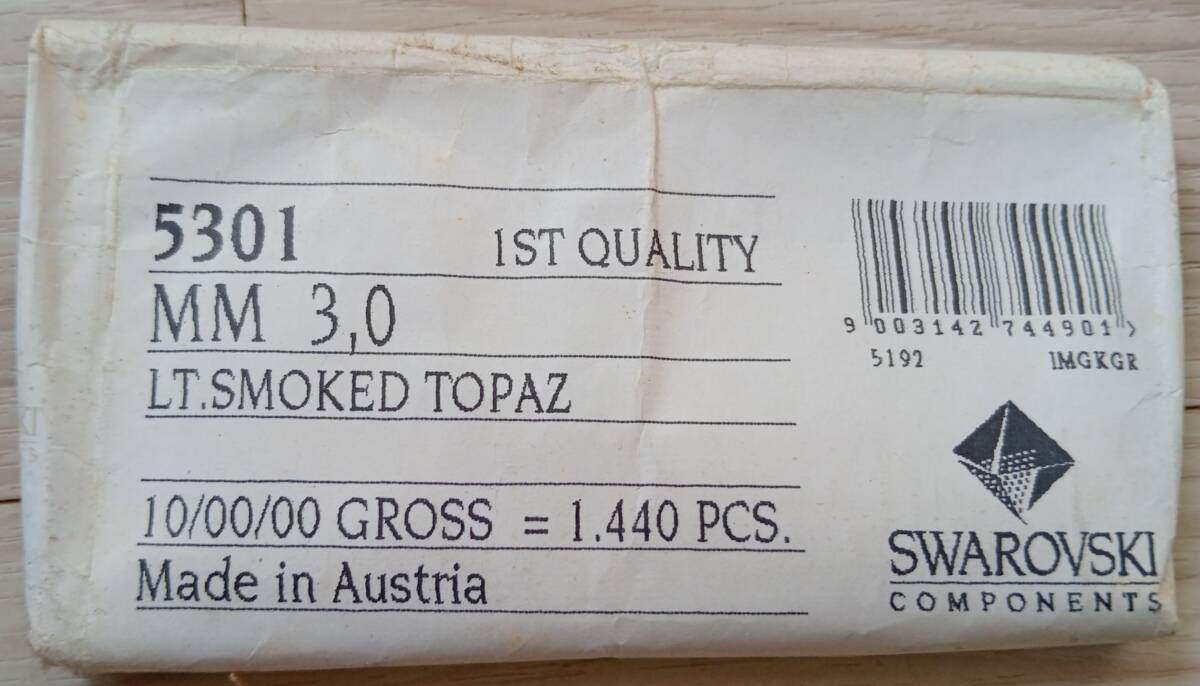 5301 1ST QUALITY
MM 3,0
LT.SMOKED TOPAZ
10/00/00 GROSS = 1.440 PCS.
Made in Austria
9 003142 744901 >
5192 IMGKGR
SWAROVSKI
COMPONENTS